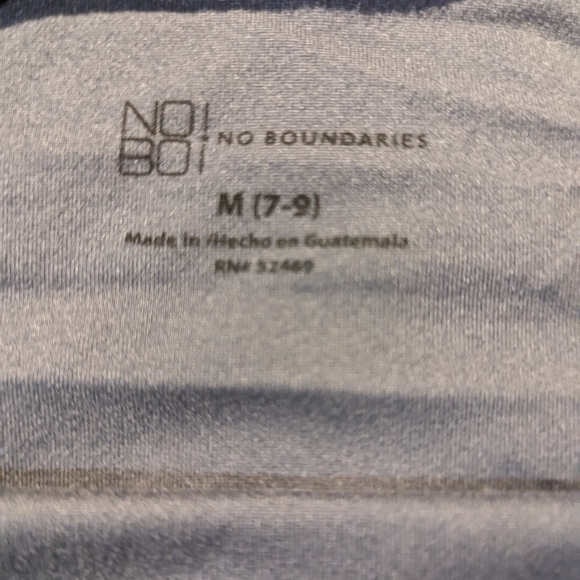 NO!
BO!
NO BOUNDARIES
M (7-9)
Made in /Hecho en Guatemala
RN# 52469